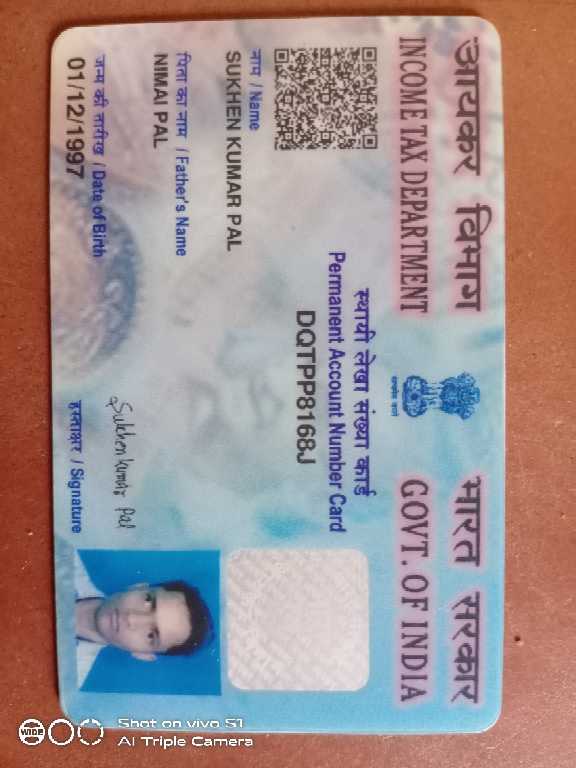 आयकर विभाग
INCOME TAX DEPARTMENT
भारत सरकार
GOVT. OF INDIA
सत्यमेव जयते
स्थायी लेखा संख्या कार्ड
Permanent Account Number Card
DQTPP8168J
नाम / Name
SUKHEN KUMAR PAL
पिता का नाम / Father's Name
NIMAI PAL
जन्म की तारीख / Date of Birth
01/12/1997
Sukhen Kumar Pal
हस्ताक्षर / Signature
WIDE
Shot on vivo S1
AI Triple Camera